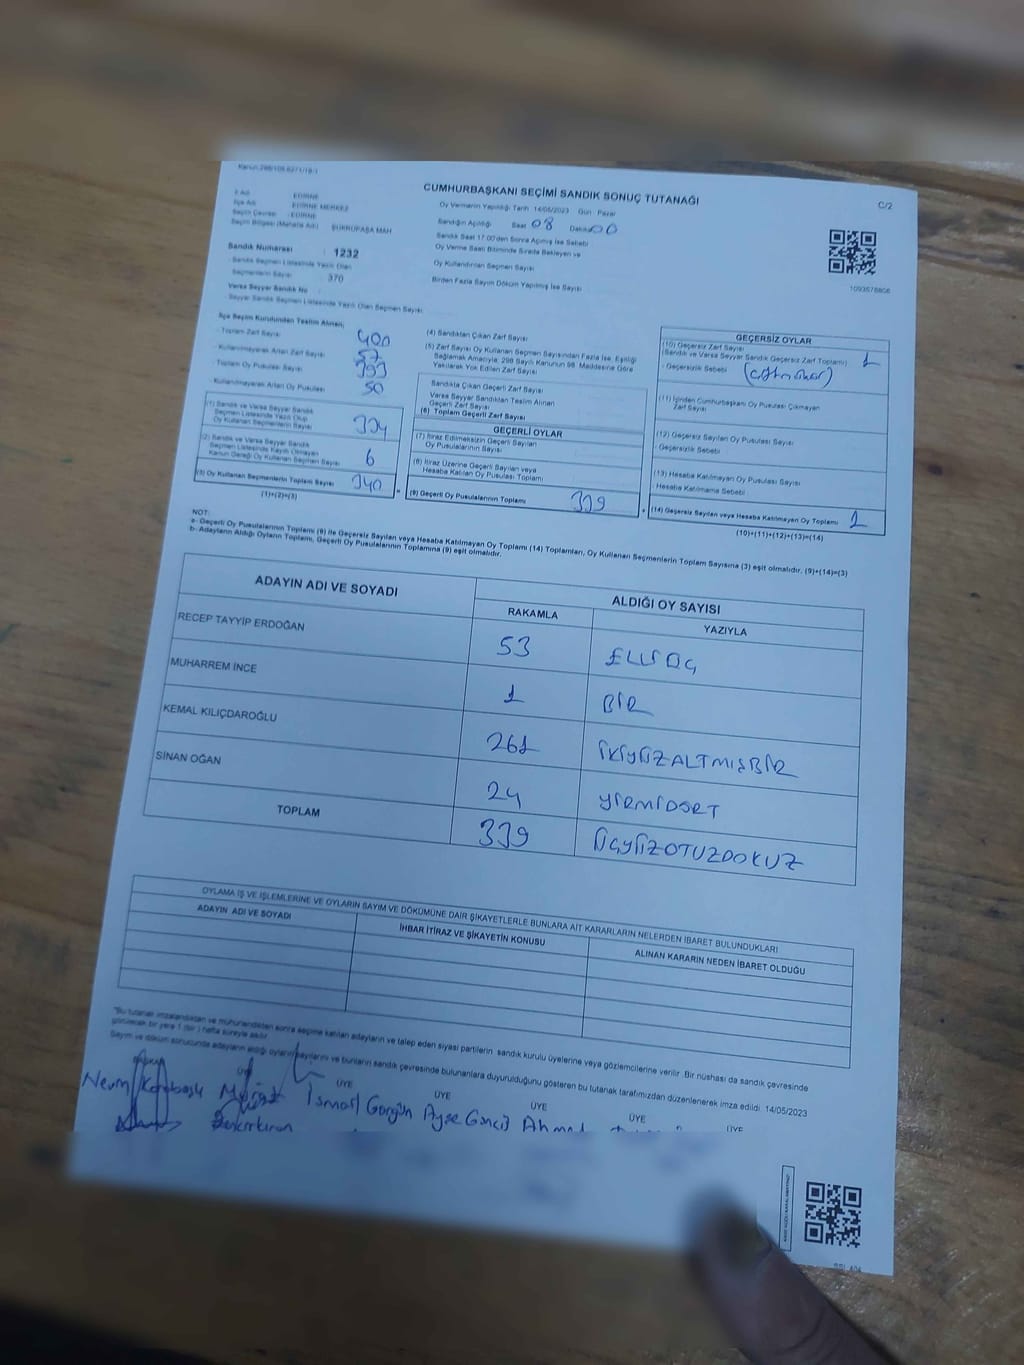 Kanun:298/105-6271/19/1
CUMHURBAŞKANI SEÇİMİ SANDIK SONUÇ TUTANAĞI
C/2
İl Adı : EDİRNE
İlçe Adı : EDİRNE MERKEZ
Seçim Çevresi : EDİRNE
Seçim Bölgesi (Mahalle Adı) : ŞÜKRÜPAŞA MAH
Oy Vermenin Yapıldığı Tarih 14/05/2023 Gün : Pazar
Sandığın Açıldığı Saat 08 Dakika 00
Sandık Saat 17:00'den Sonra Açılmış İse Sebebi
Oy Verme Saati Bitiminde Sırada Bekleyen ve
Oy Kullandırılan Seçmen Sayısı
Birden Fazla Sayım Döküm Yapılmış İse Sayısı
1093578808
Sandık Numarası : 1232
- Sandık Seçmen Listesinde Yazılı Olan
Seçmenlerin Sayısı 370
Varsa Seyyar Sandık No
- Seyyar Sandık Seçmen Listesinde Yazılı Olan Seçmen Sayısı
İlçe Seçim Kurulundan Teslim Alınan;
- Toplam Zarf Sayısı 400
- Kullanılmayarak Artan Zarf Sayısı 57
- Toplam Oy Pusulası Sayısı 393
- Kullanılmayarak Artan Oy Pusulası 50
(1) Sandık ve Varsa Seyyar Sandık
Seçmen Listesinde Yazılı Olup
Oy Kullanan Seçmenlerin Sayısı 334
(2) Sandık ve Varsa Seyyar Sandık
Seçmen Listesinde Kayıtlı Olmayan
Kanun Gereği Oy Kullanan Seçmen Sayısı 6
(3) Oy Kullanan Seçmenlerin Toplam Sayısı 340
(1)+(2)=(3)
(4) Sandıktan Çıkan Zarf Sayısı
(5) Zarf Sayısı Oy Kullanan Seçmen Sayısından Fazla İse, Eşitliği
Sağlamak Amacıyla, 298 Sayılı Kanunun 98. Maddesine Göre
Yakılarak Yok Edilen Zarf Sayısı
Sandıkta Çıkan Geçerli Zarf Sayısı
Varsa Seyyar Sandıktan Teslim Alınan
Geçerli Zarf Sayısı
(6) Toplam Geçerli Zarf Sayısı
GEÇERLİ OYLAR
(7) İtiraz Edilmeksizin Geçerli Sayılan
Oy Pusulalarının Sayısı
(8) İtiraz Üzerine Geçerli Sayılan veya
Hesaba Katılan Oy Pusulası Toplamı
(9) Geçerli Oy Pusulalarının Toplamı 339
GEÇERSİZ OYLAR
(10) Geçersiz Zarf Sayısı
(Sandık ve Varsa Seyyar Sandık Geçersiz Zarf Toplamı) 1
- Geçersizlik Sebebi
(11) İçinden Cumhurbaşkanı Oy Pusulası Çıkmayan
Zarf Sayısı
(12) Geçersiz Sayılan Oy Pusulası Sayısı
- Geçersizlik Sebebi
(13) Hesaba Katılmayan Oy Pusulası Sayısı
- Hesaba Katılmama Sebebi
(14) Geçersiz Sayılan veya Hesaba Katılmayan Oy Toplamı 1
(10)+(11)+(12)+(13)=(14)
NOT:
a- Geçerli Oy Pusulalarının Toplamı (9) ile Geçersiz Sayılan veya Hesaba Katılmayan Oy Toplamı (14) Toplamları, Oy Kullanan Seçmenlerin Toplam Sayısına (3) eşit olmalıdır. (9)+(14)=(3)
b- Adayların Aldığı Oyların Toplamı, Geçerli Oy Pusulalarının Toplamına (9) eşit olmalıdır.
ADAYIN ADI VE SOYADI ALDIĞI OY SAYISI
RAKAMLA YAZIYLA
RECEP TAYYİP ERDOĞAN 53 ELLİ ÜÇ
MUHARREM İNCE 1 BİR
KEMAL KILIÇDAROĞLU 261 İKİYÜZALTMIŞBİR
SİNAN OĞAN 24 YİRMİDÖRT
TOPLAM 339 ÜÇYÜZOTUZDOKUZ
OYLAMA İŞ VE İŞLEMLERİNE VE OYLARIN SAYIM VE DÖKÜMÜNE DAİR ŞİKAYETLERLE BUNLARA AİT KARARLARIN NELERDEN İBARET BULUNDUKLARI
ADAYIN ADI VE SOYADI İHBAR İTİRAZ VE ŞİKAYETİN KONUSU ALINAN KARARIN NEDEN İBARET OLDUĞU
"Bu tutanak imzalandıktan ve mühürlendikten sonra seçime katılan adayların ve talep eden siyasi partilerin sandık kurulu üyelerine veya gözlemcilerine verilir. Bir nüshası da sandık çevresinde
görülecek bir yere 1 (bir) hafta süreyle asılır
Sayım ve döküm sonucunda adayların aldığı oyların sayılarını ve bunların sandık çevresinde bulunanlara duyurulduğunu gösteren bu tutanak tarafımızdan düzenlenerek imza edildi. 14/05/2023
BAŞKAN ÜYE ÜYE ÜYE ÜYE ÜYE ÜYE
İsmail Gorgün Ayşe Ahmet